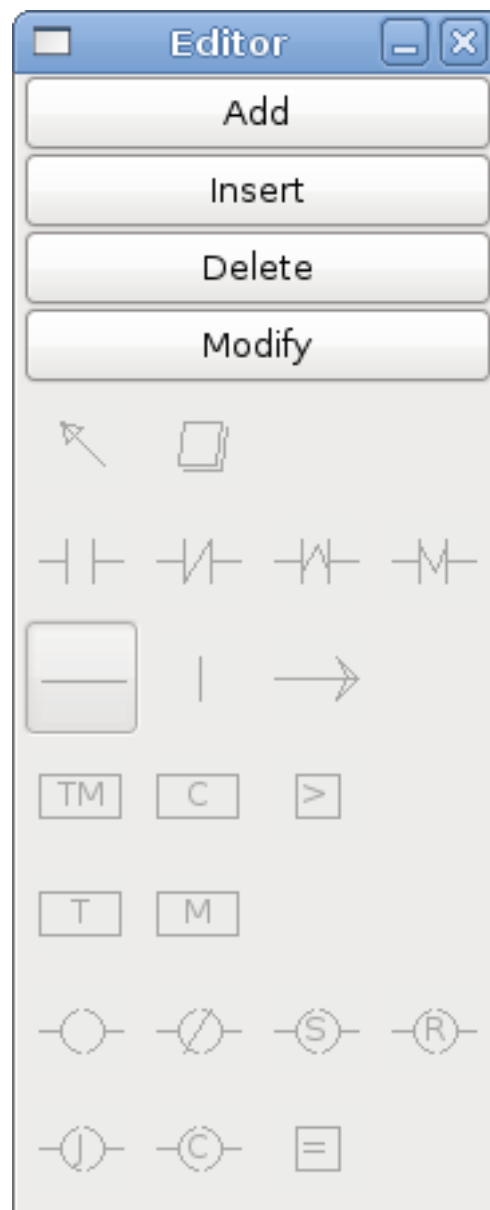 Editor
Add
Insert
Delete
Modify
TM C >
T M
S R
J C =